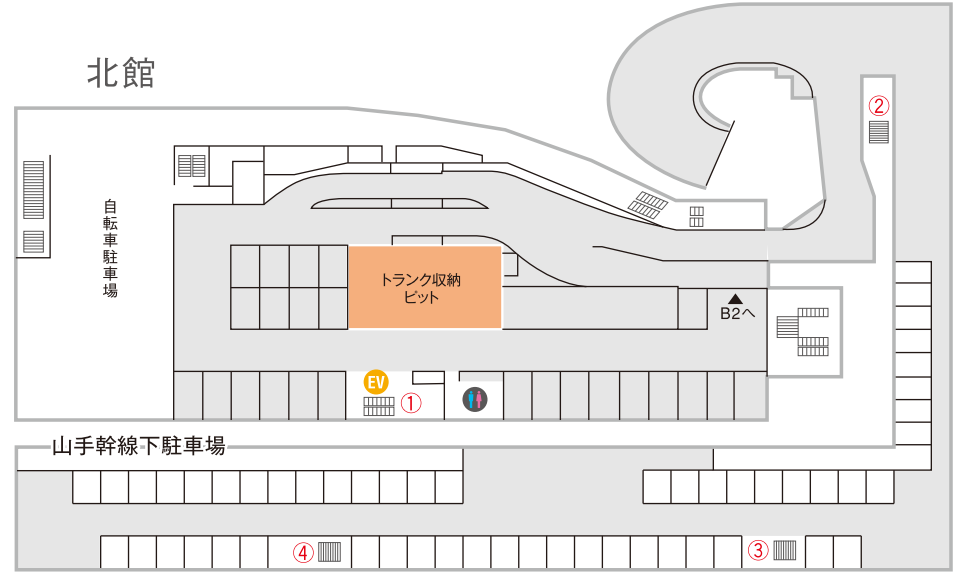 北館
②
自転車駐車場
トランク収納
ピット
B2へ
EV
①
山手幹線下駐車場
④
③